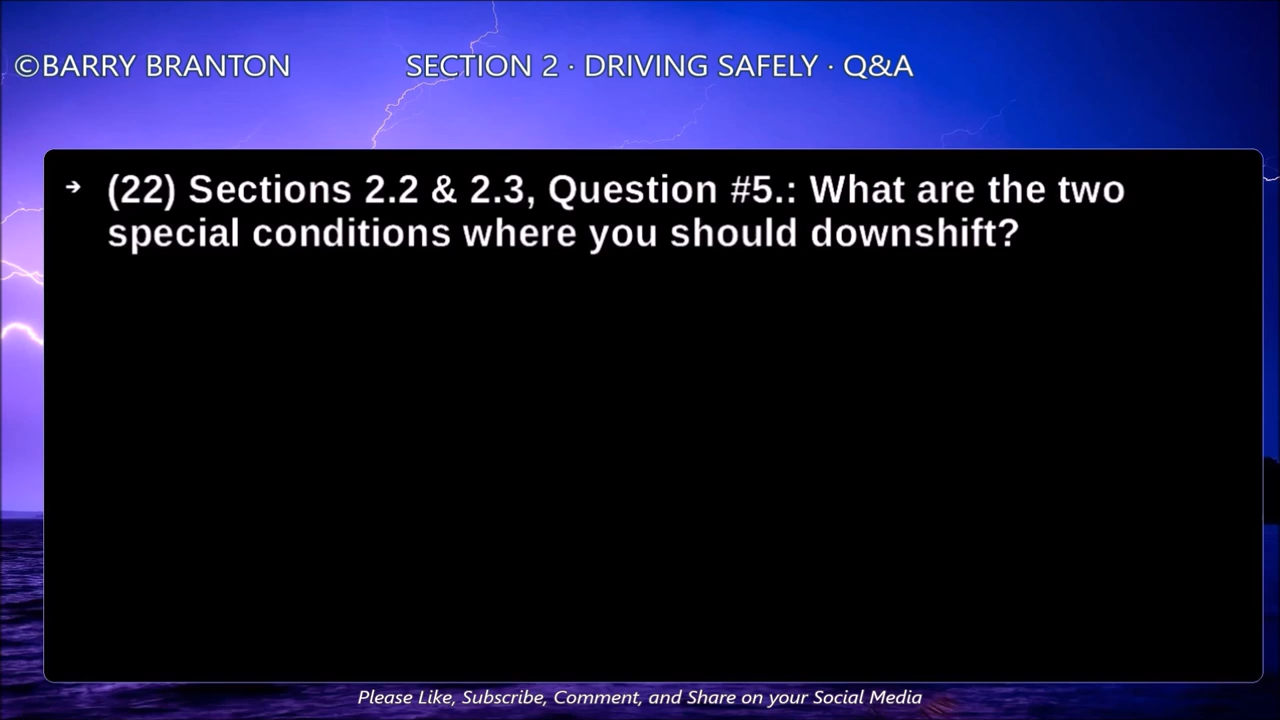 ©BARRY BRANTON
SECTION 2 · DRIVING SAFELY · Q&A
➔ (22) Sections 2.2 & 2.3, Question #5.: What are the two
special conditions where you should downshift?
Please Like, Subscribe, Comment, and Share on your Social Media